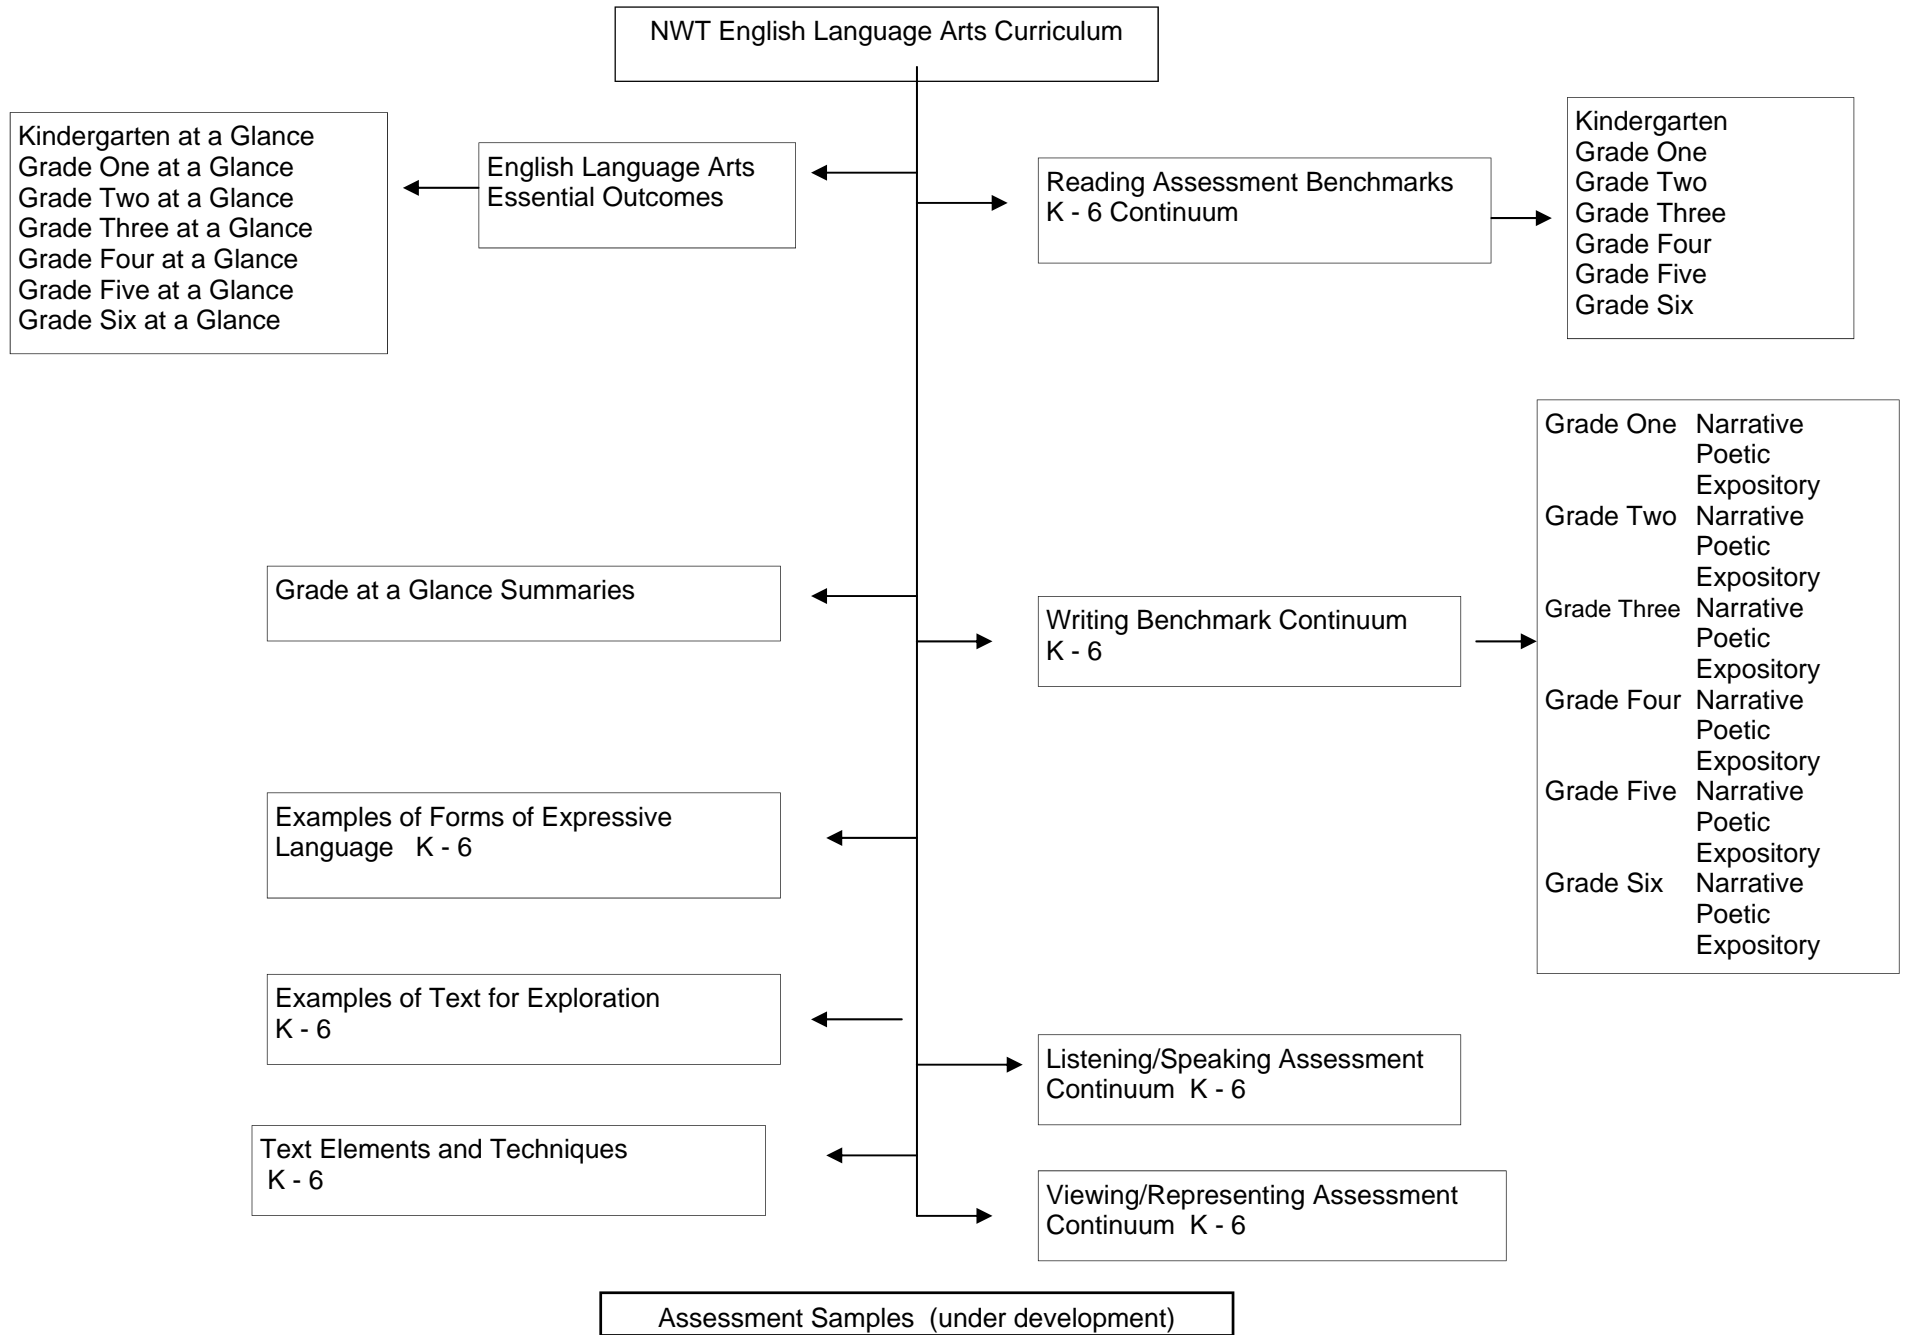 NWT English Language Arts Curriculum
Kindergarten at a Glance
Grade One at a Glance
Grade Two at a Glance
Grade Three at a Glance
Grade Four at a Glance
Grade Five at a Glance
Grade Six at a Glance
English Language Arts
Essential Outcomes
Reading Assessment Benchmarks
K - 6 Continuum
Kindergarten
Grade One
Grade Two
Grade Three
Grade Four
Grade Five
Grade Six
Grade at a Glance Summaries
Writing Benchmark Continuum
K - 6
Grade One Narrative
Poetic
Expository
Grade Two Narrative
Poetic
Expository
Grade Three Narrative
Poetic
Expository
Grade Four Narrative
Poetic
Expository
Grade Five Narrative
Poetic
Expository
Grade Six Narrative
Poetic
Expository
Examples of Forms of Expressive
Language K - 6
Examples of Text for Exploration
K - 6
Listening/Speaking Assessment
Continuum K - 6
Text Elements and Techniques
K - 6
Viewing/Representing Assessment
Continuum K - 6
Assessment Samples (under development)